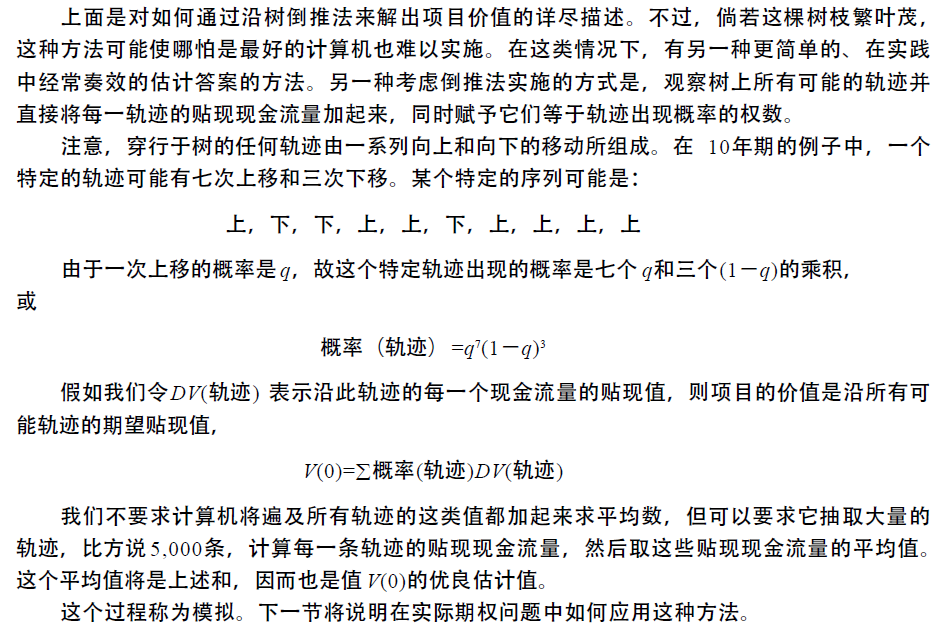 上面是对如何通过沿树倒推法来解出项目价值的详尽描述。不过，倘若这棵树枝繁叶茂，
这种方法可能使哪怕是最好的计算机也难以实施。在这类情况下，有另一种更简单的、在实践
中经常奏效的估计答案的方法。另一种考虑倒推法实施的方式是，观察树上所有可能的轨迹并
直接将每一轨迹的贴现现金流量加起来，同时赋予它们等于轨迹出现概率的权数。
注意，穿行于树的任何轨迹由一系列向上和向下的移动所组成。在 10年期的例子中，一个
特定的轨迹可能有七次上移和三次下移。某个特定的序列可能是：
上，下，下，上，上，下，上，上，上，上
由于一次上移的概率是q，故这个特定轨迹出现的概率是七个q和三个(1－q)的乘积，
或
概率（轨迹）=q⁷(1－q)³
假如我们令DV(轨迹) 表示沿此轨迹的每一个现金流量的贴现值，则项目的价值是沿所有可
能轨迹的期望贴现值，
V(0)=∑概率(轨迹)DV(轨迹)
我们不要求计算机将遍及所有轨迹的这类值都加起来求平均数，但可以要求它抽取大量的
轨迹，比方说5,000条，计算每一条轨迹的贴现现金流量，然后取这些贴现现金流量的平均值。
这个平均值将是上述和，因而也是值V(0)的优良估计值。
这个过程称为模拟。下一节将说明在实际期权问题中如何应用这种方法。